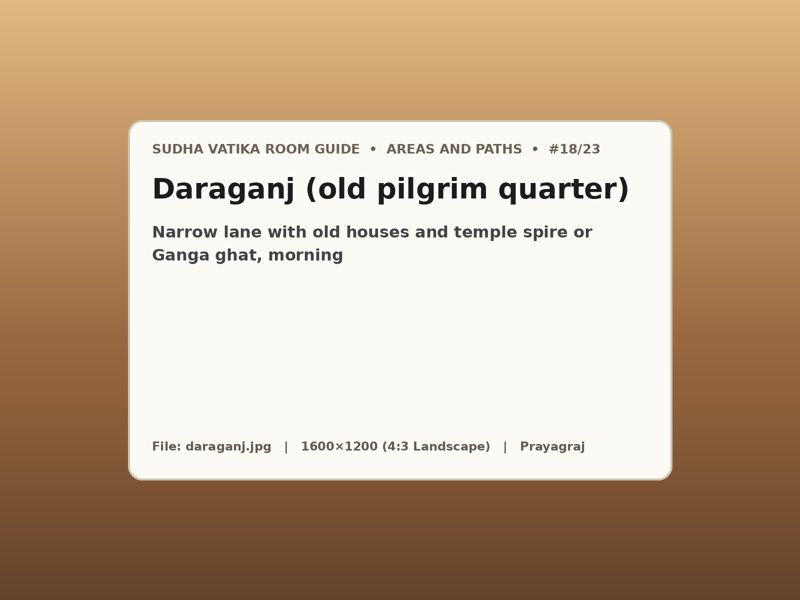 SUDHA VATIKA ROOM GUIDE • AREAS AND PATHS • #18/23
Daraganj (old pilgrim quarter)
Narrow lane with old houses and temple spire or
Ganga ghat, morning
File: daraganj.jpg | 1600×1200 (4:3 Landscape) | Prayagraj